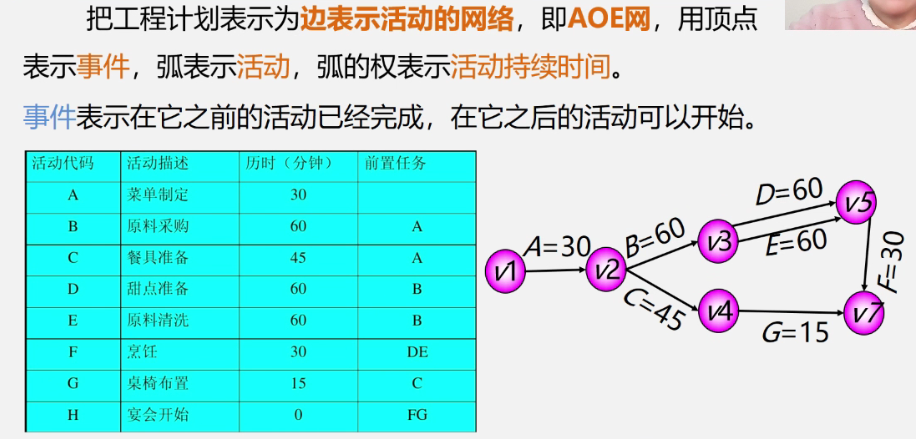 把工程计划表示为边表示活动的网络，即AOE网，用顶点
表示事件，弧表示活动，弧的权表示活动持续时间。
事件表示在它之前的活动已经完成，在它之后的活动可以开始。
活动代码 活动描述 历时（分钟） 前置任务
A 菜单制定 30
B 原料采购 60 A
C 餐具准备 45 A
D 甜点准备 60 B
E 原料清洗 60 B
F 烹饪 30 DE
G 桌椅布置 15 C
H 宴会开始 0 FG
v1
A=30
v2
B=60
v3
D=60
E=60
v5
C=45
v4
G=15
F=30
v7